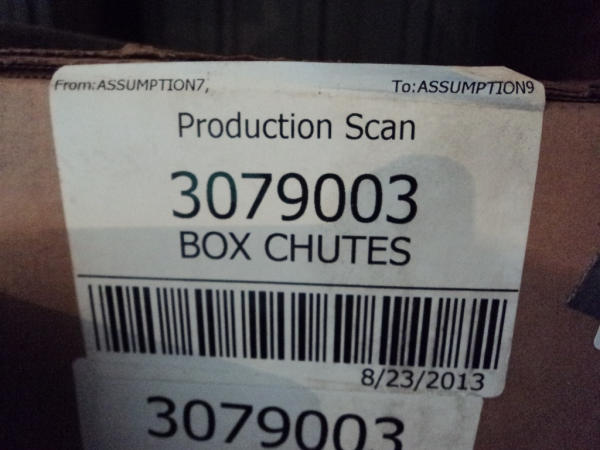 From:ASSUMPTION7, To:ASSUMPTION9
Production Scan
3079003
BOX CHUTES
8/23/2013
3079003